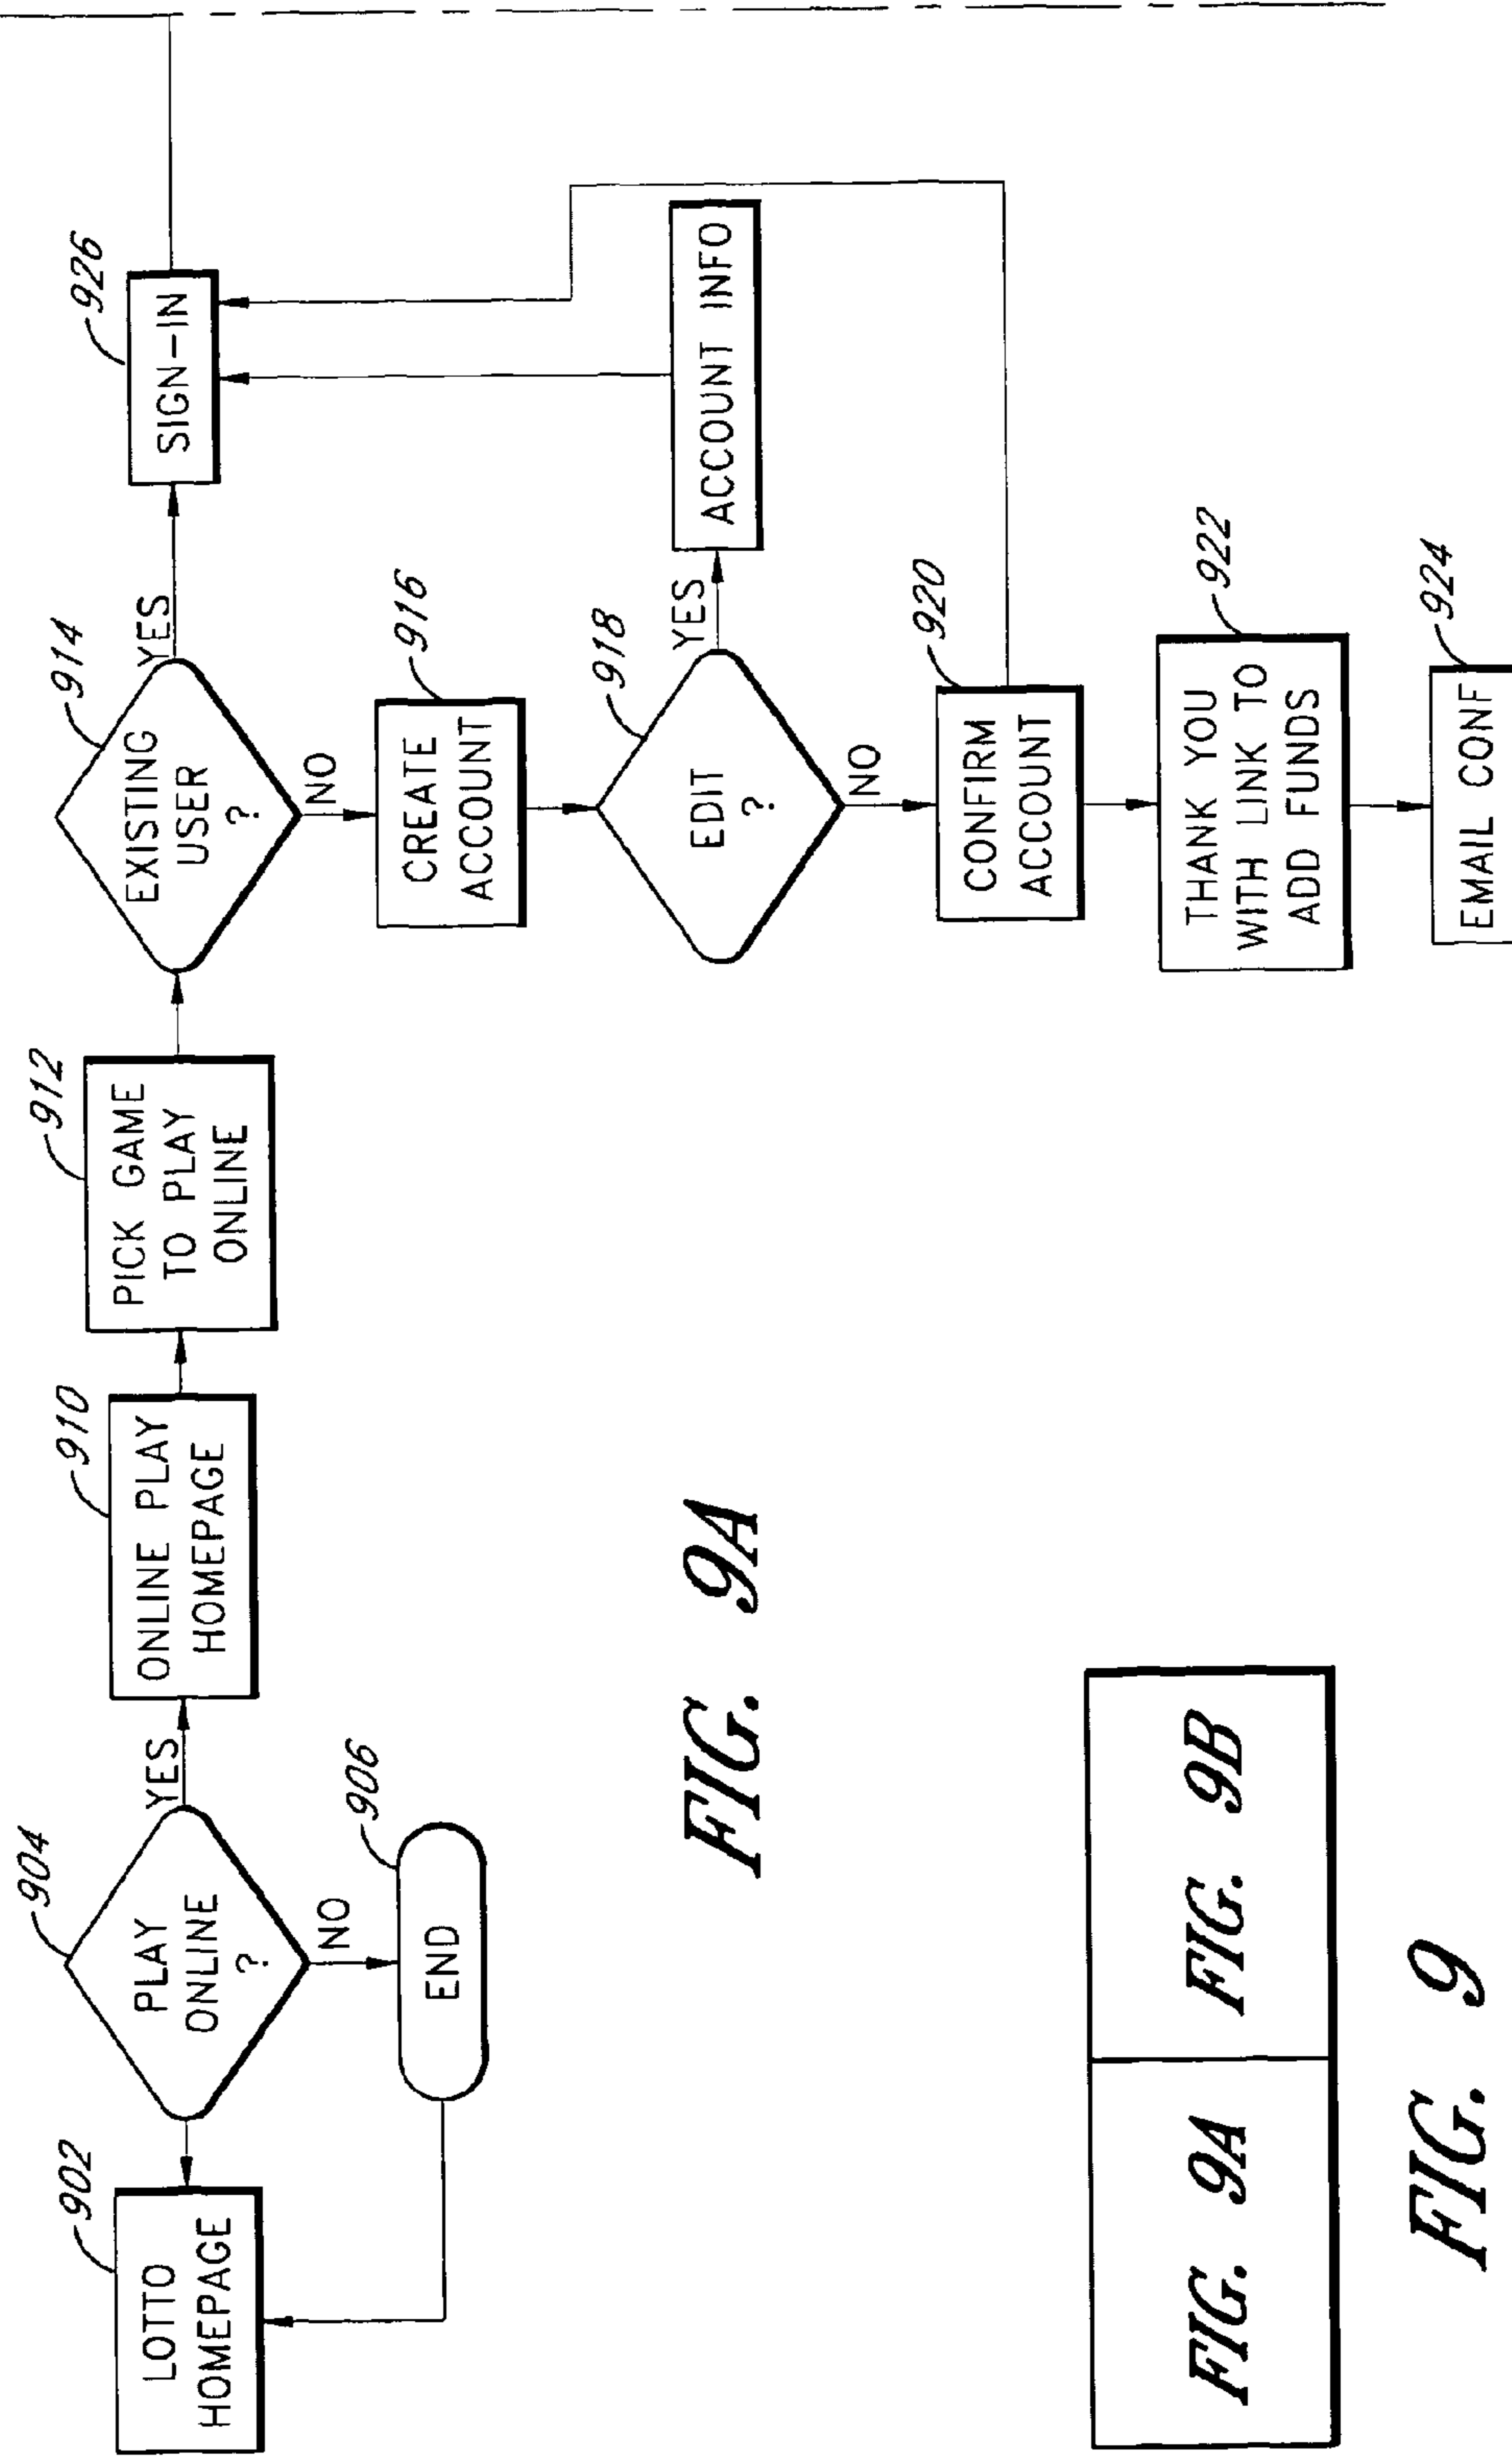 902
LOTTO
HOMEPAGE
904
PLAY
ONLINE
?
YES
NO
906
END
910
ONLINE PLAY
HOMEPAGE
912
PICK GAME
TO PLAY
ONLINE
914
EXISTING
USER
?
YES
NO
926
SIGN-IN
916
CREATE
ACCOUNT
918
EDIT
?
YES
NO
ACCOUNT INFO
920
CONFIRM
ACCOUNT
922
THANK YOU
WITH LINK TO
ADD FUNDS
924
EMAIL CONF
FIG. 9A
FIG. 9A
FIG. 9B
FIG. 9